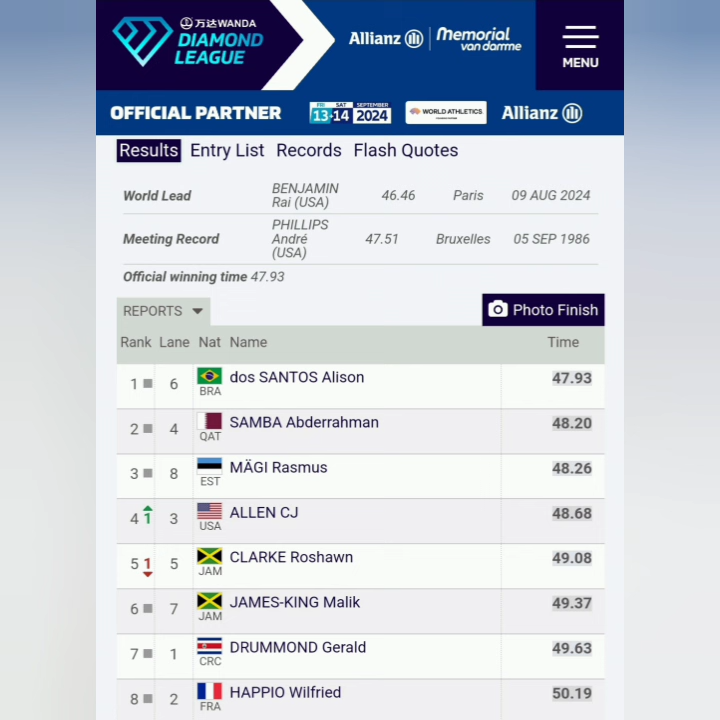 万达WANDA
DIAMOND
LEAGUE
Allianz
Memorial
van damme
MENU
OFFICIAL PARTNER
FRI SAT SEPTEMBER
13-14 2024
WORLD ATHLETICS
Allianz
Results Entry List Records Flash Quotes
World Lead BENJAMIN Rai (USA) 46.46 Paris 09 AUG 2024
Meeting Record PHILLIPS André (USA) 47.51 Bruxelles 05 SEP 1986
Official winning time 47.93
REPORTS Photo Finish
Rank Lane Nat Name Time
1 6 BRA dos SANTOS Alison 47.93
2 4 QAT SAMBA Abderrahman 48.20
3 8 EST MÄGI Rasmus 48.26
4 1 3 USA ALLEN CJ 48.68
5 1 5 JAM CLARKE Roshawn 49.08
6 7 JAM JAMES-KING Malik 49.37
7 1 CRC DRUMMOND Gerald 49.63
8 2 FRA HAPPIO Wilfried 50.19